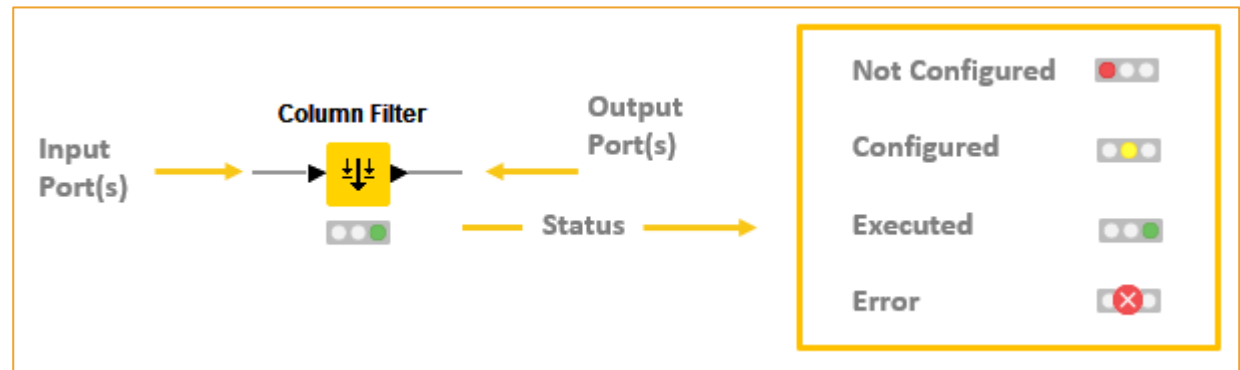 Column Filter
Input
Port(s)
Output
Port(s)
Status
Not Configured
Configured
Executed
Error